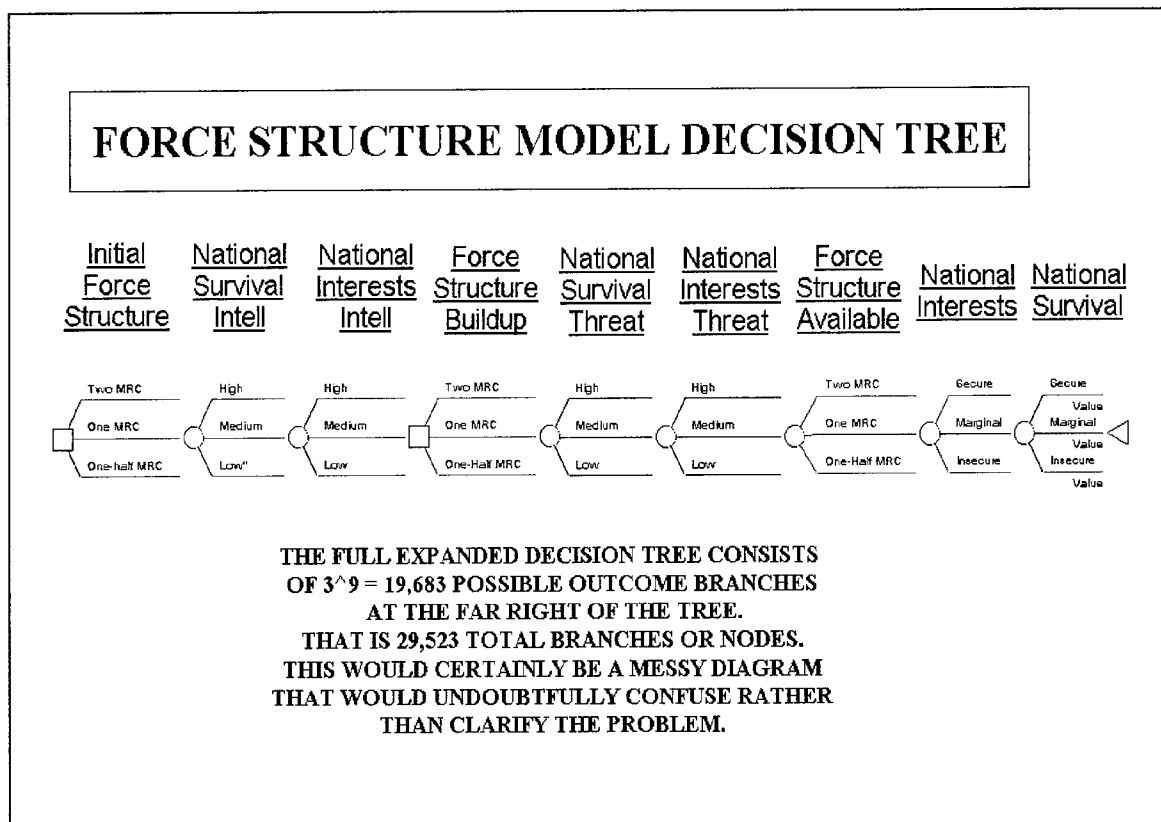 FORCE STRUCTURE MODEL DECISION TREE
Initial
Force
Structure
National
Survival
Intell
National
Interests
Intell
Force
Structure
Buildup
National
Survival
Threat
National
Interests
Threat
Force
Structure
Available
National
Interests
National
Survival
Two MRC
One MRC
One-half MRC
High
Medium
Low"
High
Medium
Low
Two MRC
One MRC
One-Half MRC
High
Medium
Low
High
Medium
Low
Two MRC
One MRC
One-Half MRC
Secure
Marginal
Insecure
Secure
Value
Marginal
Value
Insecure
Value
THE FULL EXPANDED DECISION TREE CONSISTS
OF 3^9 = 19,683 POSSIBLE OUTCOME BRANCHES
AT THE FAR RIGHT OF THE TREE.
THAT IS 29,523 TOTAL BRANCHES OR NODES.
THIS WOULD CERTAINLY BE A MESSY DIAGRAM
THAT WOULD UNDOUBTFULLY CONFUSE RATHER
THAN CLARIFY THE PROBLEM.